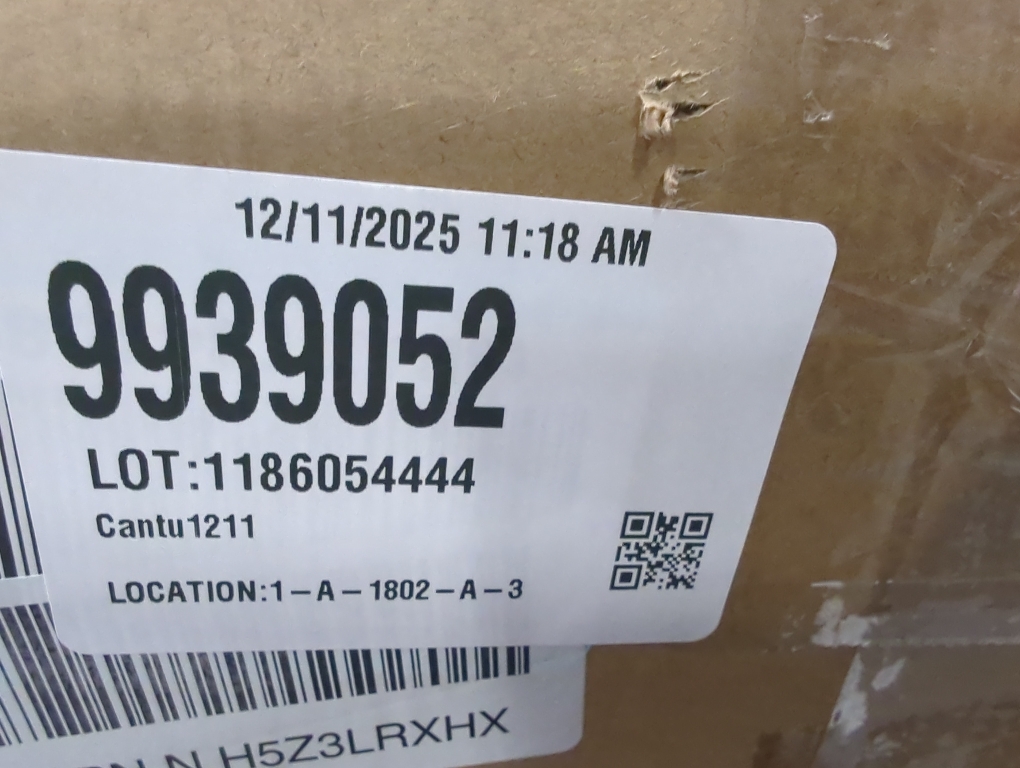 12/11/2025 11:18 AM
9939052
LOT:1186054444
Cantu1211
LOCATION:1-A-1802-A-3
H5Z3LRXHX